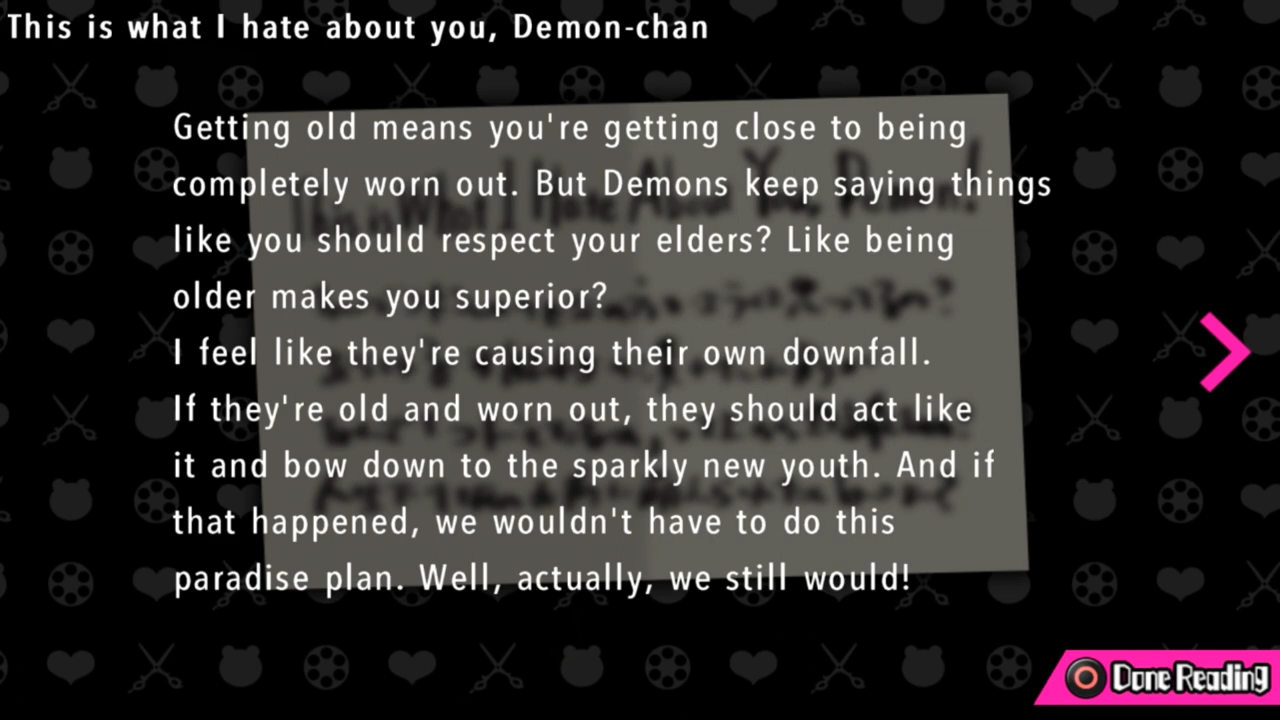 This is what I hate about you, Demon-chan
Getting old means you're getting close to being
completely worn out. But Demons keep saying things
like you should respect your elders? Like being
older makes you superior?
I feel like they're causing their own downfall.
If they're old and worn out, they should act like
it and bow down to the sparkly new youth. And if
that happened, we wouldn't have to do this
paradise plan. Well, actually, we still would!
Done Reading